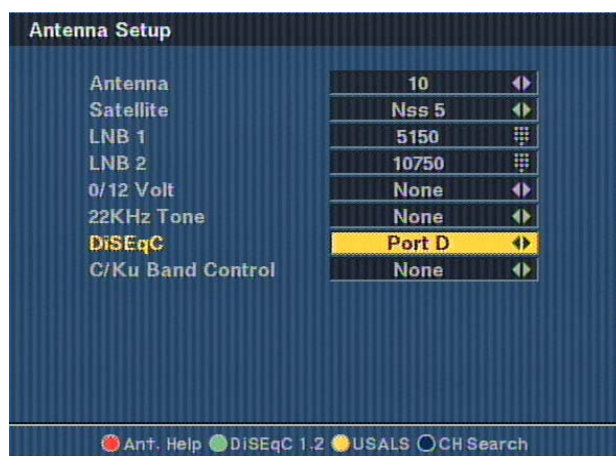 Antenna Setup
Antenna 10
Satellite Nss 5
LNB 1 5150
LNB 2 10750
0/12 Volt None
22KHz Tone None
DiSEqC Port D
C/Ku Band Control None
Ant. Help DiSEqC 1.2 USALS CH Search